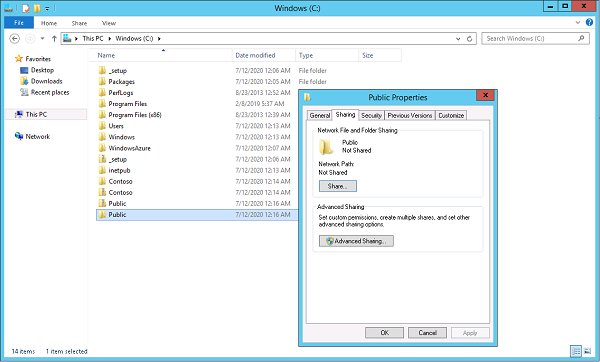 Windows (C:)
File Home Share View
This PC Windows (C:)
Search Windows (C:)
Favorites
Desktop
Downloads
Recent places
This PC
Network
Name Date modified Type Size
_setup 7/12/2020 12:06 AM File folder
Packages 7/12/2020 12:05 AM File folder
PerfLogs 8/23/2013 12:52 AM File folder
Program Files 2/8/2019 5:37 AM
Program Files (x86) 8/23/2013 12:39 AM
Users 7/12/2020 12:13 AM
Windows 7/12/2020 12:13 AM
WindowsAzure 7/12/2020 12:13 AM
_setup 7/12/2020 12:06 AM
inetpub 7/12/2020 12:13 AM
Contoso 7/12/2020 12:14 AM
Contoso 7/12/2020 12:14 AM
Public 7/12/2020 12:16 AM
Public 7/12/2020 12:16 AM
Public Properties
General Sharing Security Previous Versions Customize
Network File and Folder Sharing
Public
Not Shared
Network Path:
Not Shared
Share...
Advanced Sharing
Set custom permissions, create multiple shares, and set other
advanced sharing options.
Advanced Sharing...
OK Cancel Apply
14 items 1 item selected